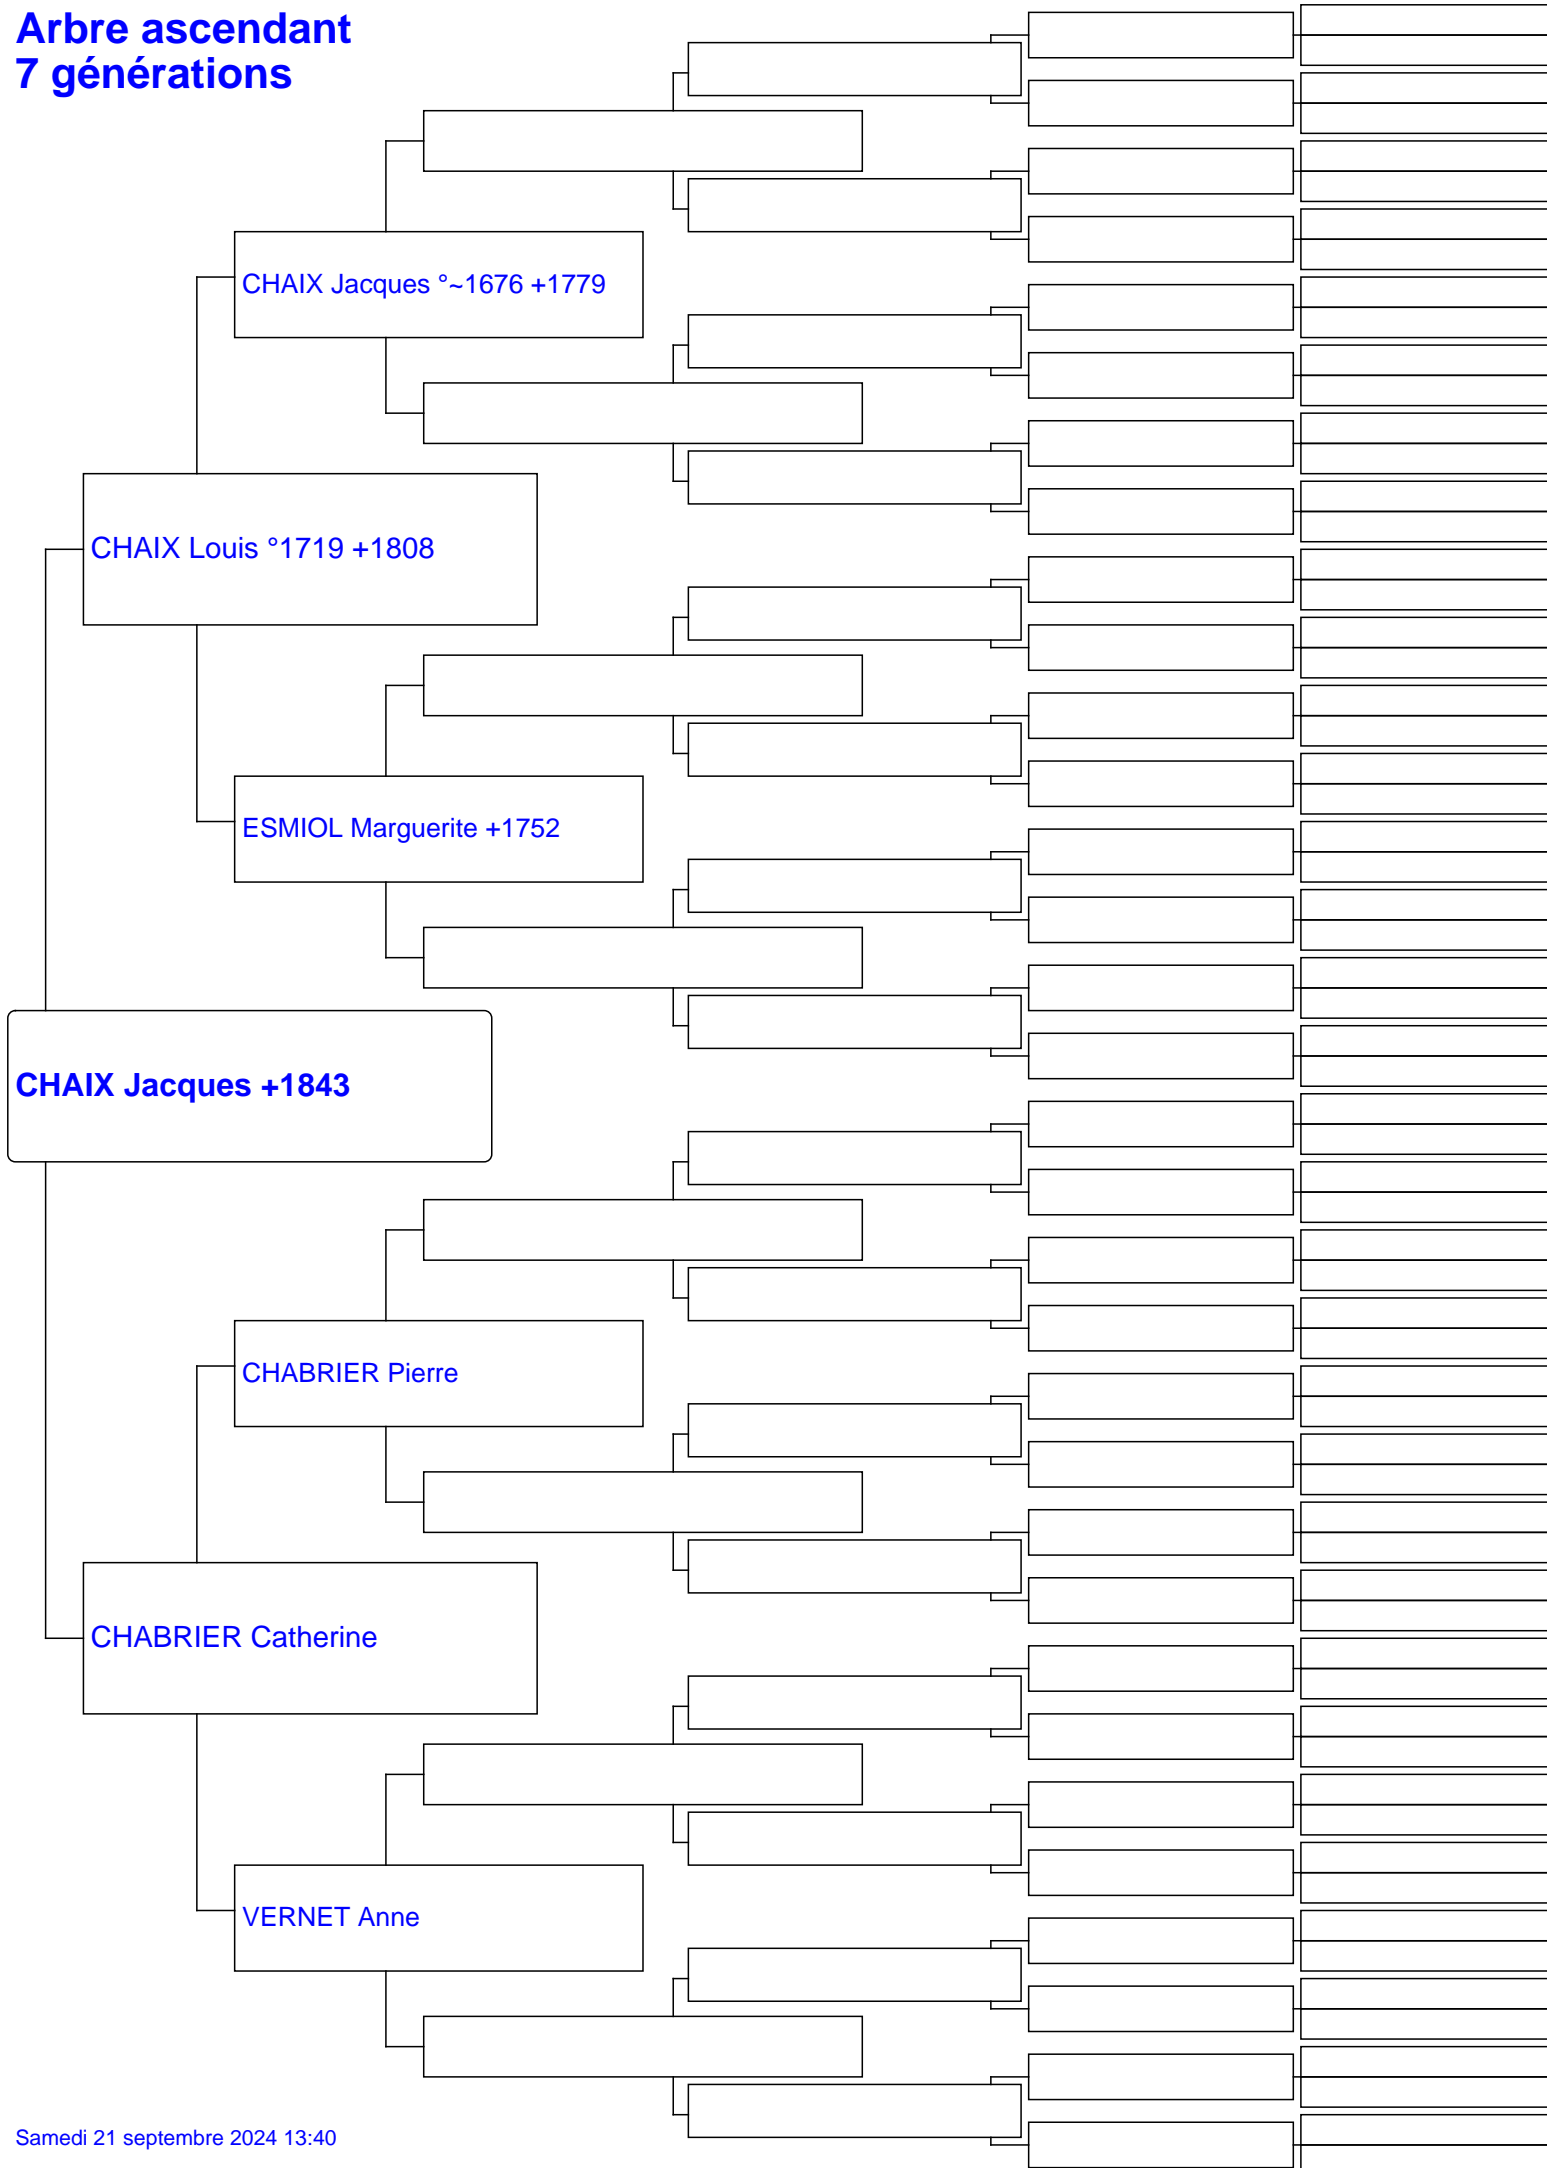 Arbre ascendant
7 générations
CHAIX Jacques °~1676 +1779
CHAIX Louis °1719 +1808
ESMIOL Marguerite +1752
CHAIX Jacques +1843
CHABRIER Pierre
CHABRIER Catherine
VERNET Anne
Samedi 21 septembre 2024 13:40